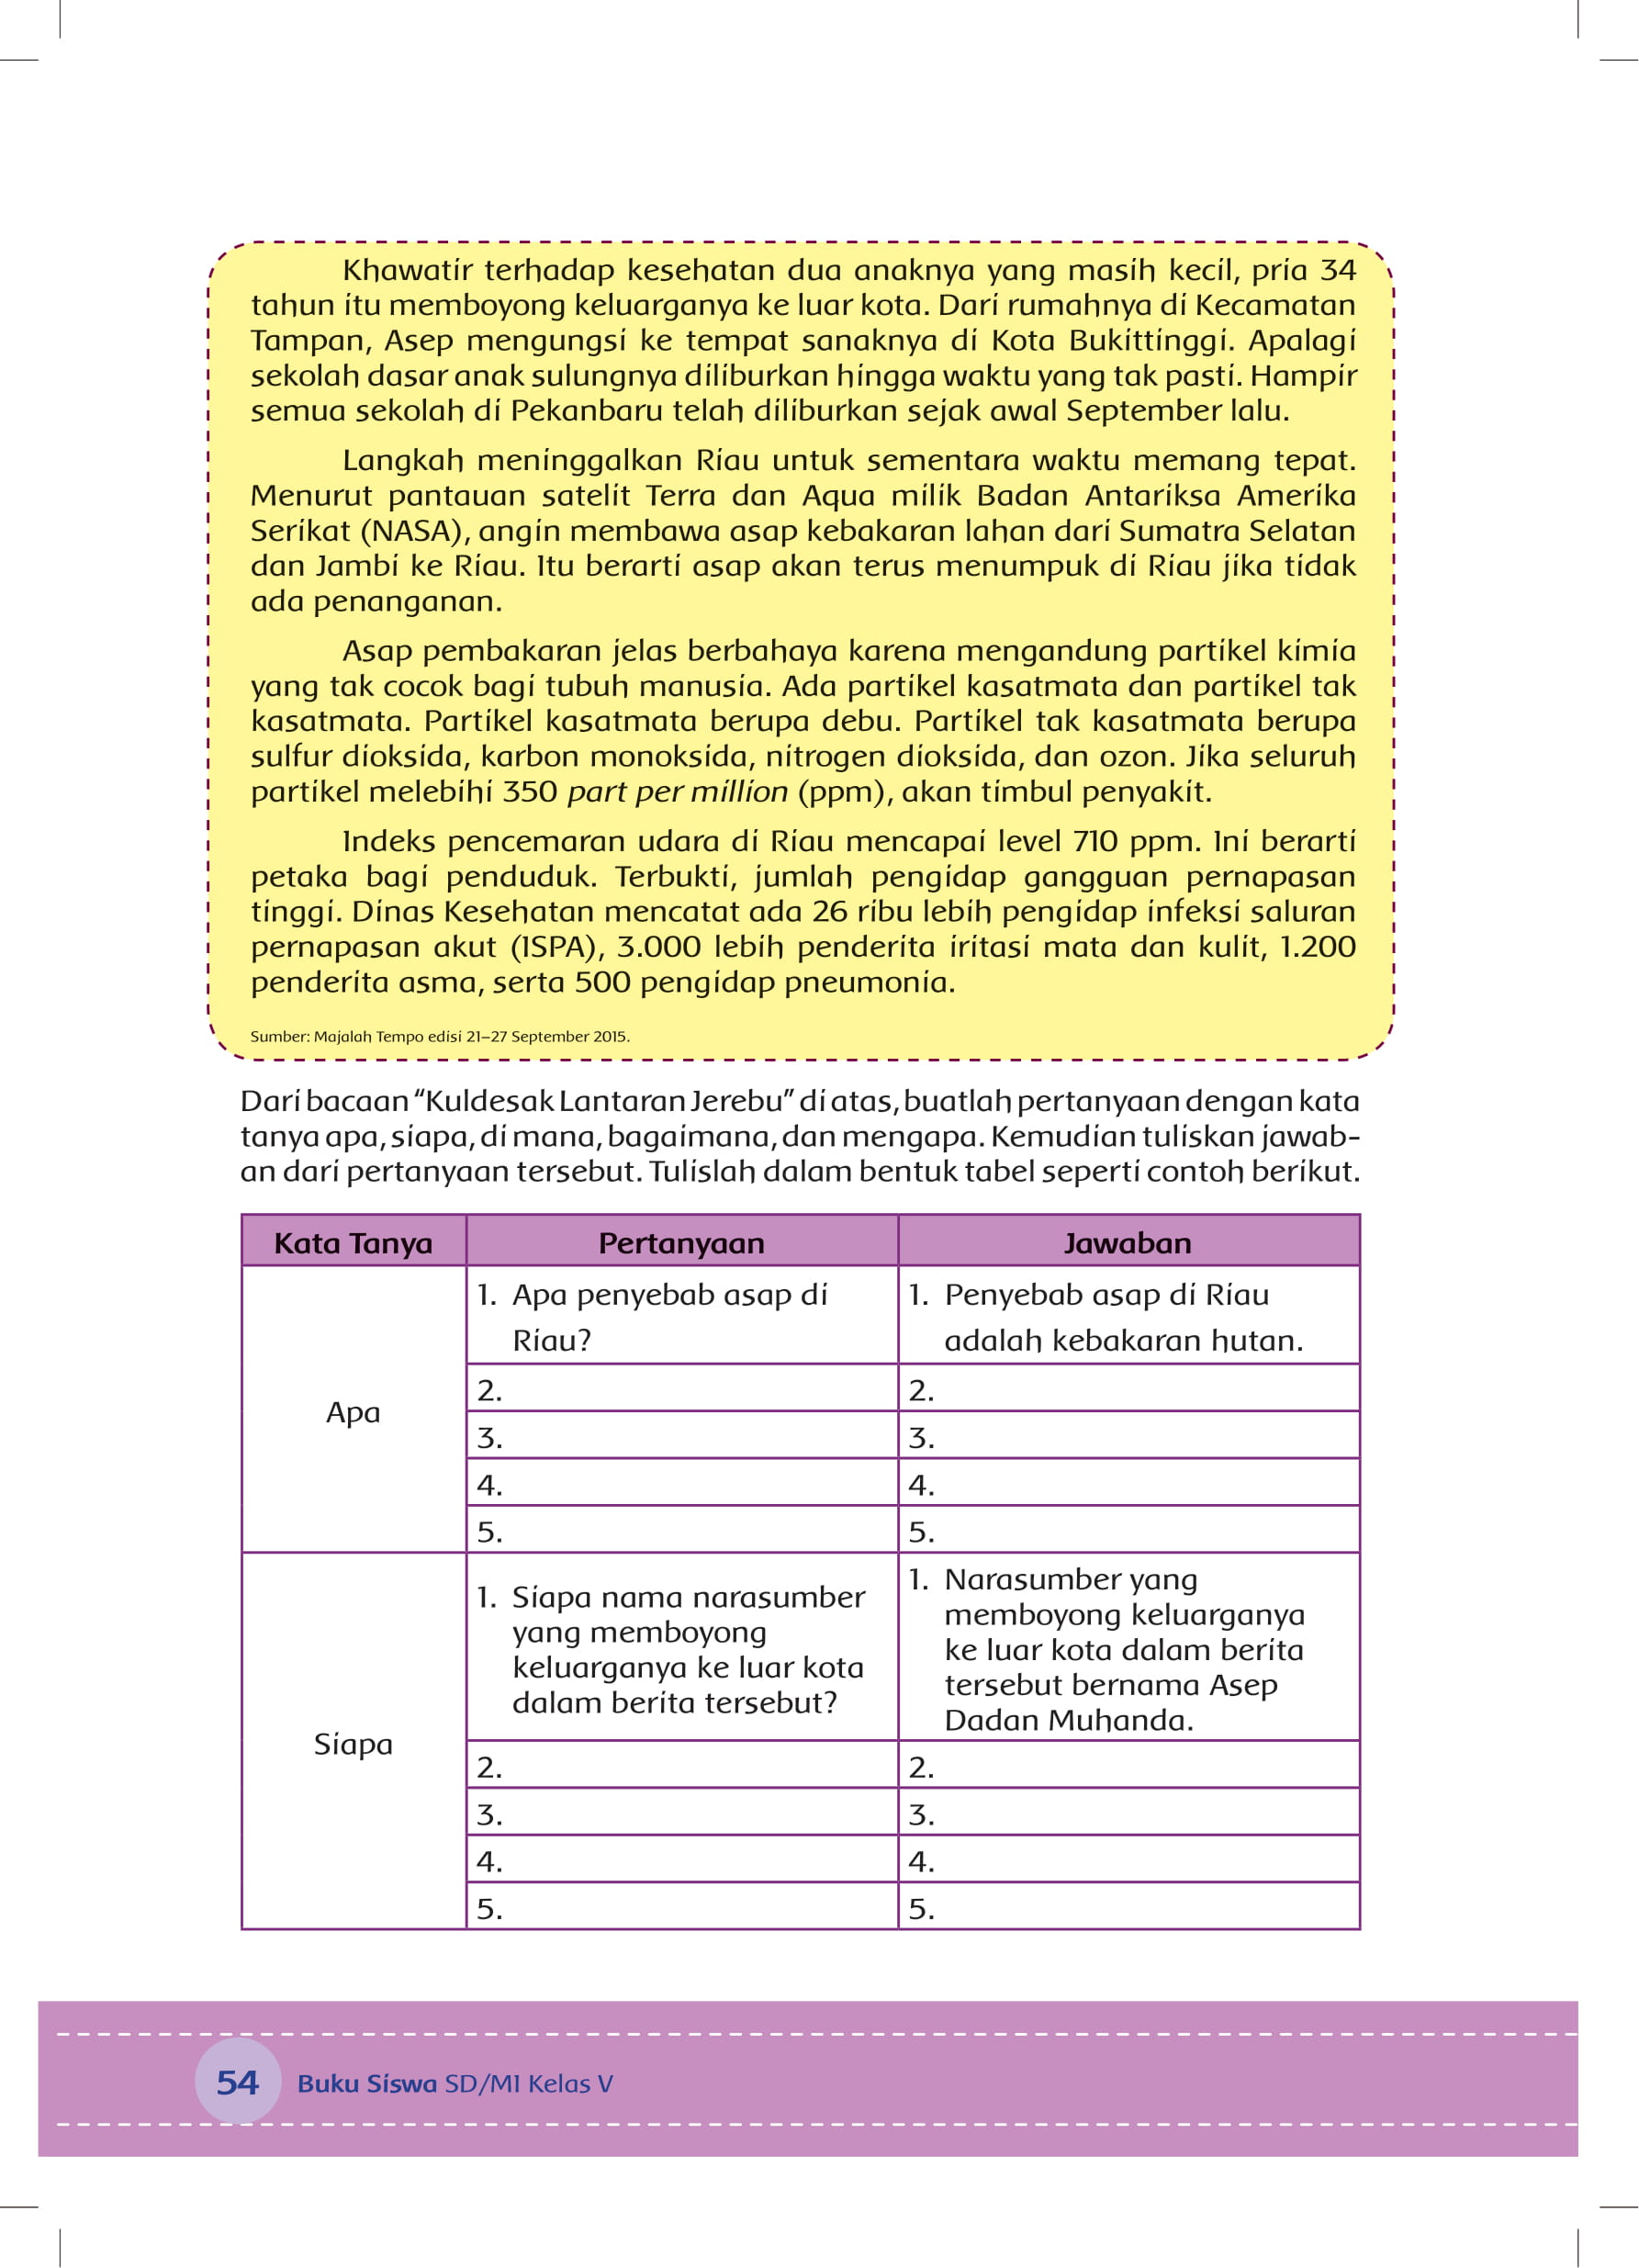 Khawatir terhadap kesehatan dua anaknya yang masih kecil, pria 34
tahun itu memboyong keluarganya ke luar kota. Dari rumahnya di Kecamatan
Tampan, Asep mengungsi ke tempat sanaknya di Kota Bukittinggi. Apalagi
sekolah dasar anak sulungnya diliburkan hingga waktu yang tak pasti. Hampir
semua sekolah di Pekanbaru telah diliburkan sejak awal September lalu.
Langkah meninggalkan Riau untuk sementara waktu memang tepat.
Menurut pantauan satelit Terra dan Aqua milik Badan Antariksa Amerika
Serikat (NASA), angin membawa asap kebakaran lahan dari Sumatra Selatan
dan Jambi ke Riau. Itu berarti asap akan terus menumpuk di Riau jika tidak
ada penanganan.
Asap pembakaran jelas berbahaya karena mengandung partikel kimia
yang tak cocok bagi tubuh manusia. Ada partikel kasatmata dan partikel tak
kasatmata. Partikel kasatmata berupa debu. Partikel tak kasatmata berupa
sulfur dioksida, karbon monoksida, nitrogen dioksida, dan ozon. Jika seluruh
partikel melebihi 350 part per million (ppm), akan timbul penyakit.
Indeks pencemaran udara di Riau mencapai level 710 ppm. Ini berarti
petaka bagi penduduk. Terbukti, jumlah pengidap gangguan pernapasan
tinggi. Dinas Kesehatan mencatat ada 26 ribu lebih pengidap infeksi saluran
pernapasan akut (ISPA), 3.000 lebih penderita iritasi mata dan kulit, 1.200
penderita asma, serta 500 pengidap pneumonia.
Sumber: Majalah Tempo edisi 21–27 September 2015.
Dari bacaan “Kuldesak Lantaran Jerebu” di atas, buatlah pertanyaan dengan kata
tanya apa, siapa, di mana, bagaimana, dan mengapa. Kemudian tuliskan jawab-
an dari pertanyaan tersebut. Tulislah dalam bentuk tabel seperti contoh berikut.
Kata Tanya Pertanyaan Jawaban
Apa
1. Apa penyebab asap di
Riau?
1. Penyebab asap di Riau
adalah kebakaran hutan.
2. 2.
3. 3.
4. 4.
5. 5.
Siapa
1. Siapa nama narasumber
yang memboyong
keluarganya ke luar kota
dalam berita tersebut?
1. Narasumber yang
memboyong keluarganya
ke luar kota dalam berita
tersebut bernama Asep
Dadan Muhanda.
2. 2.
3. 3.
4. 4.
5. 5.
54 Buku Siswa SD/MI Kelas V